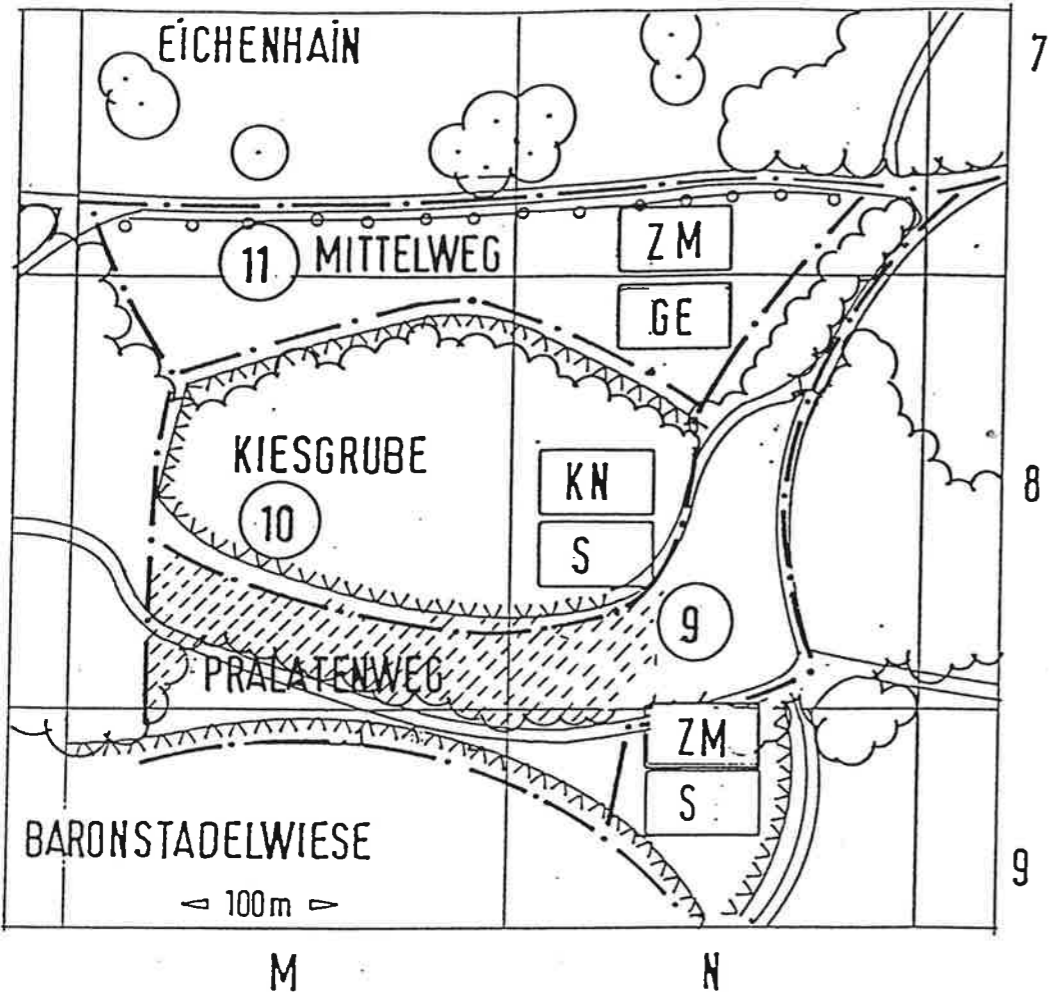 EICHENHAIN
7
ZM
11 MITTELWEG
GE
KIESGRUBE
KN
8
10
S
9
PRALATENWEG
ZM
S
BARONSTADELWIESE
9
100m
M N